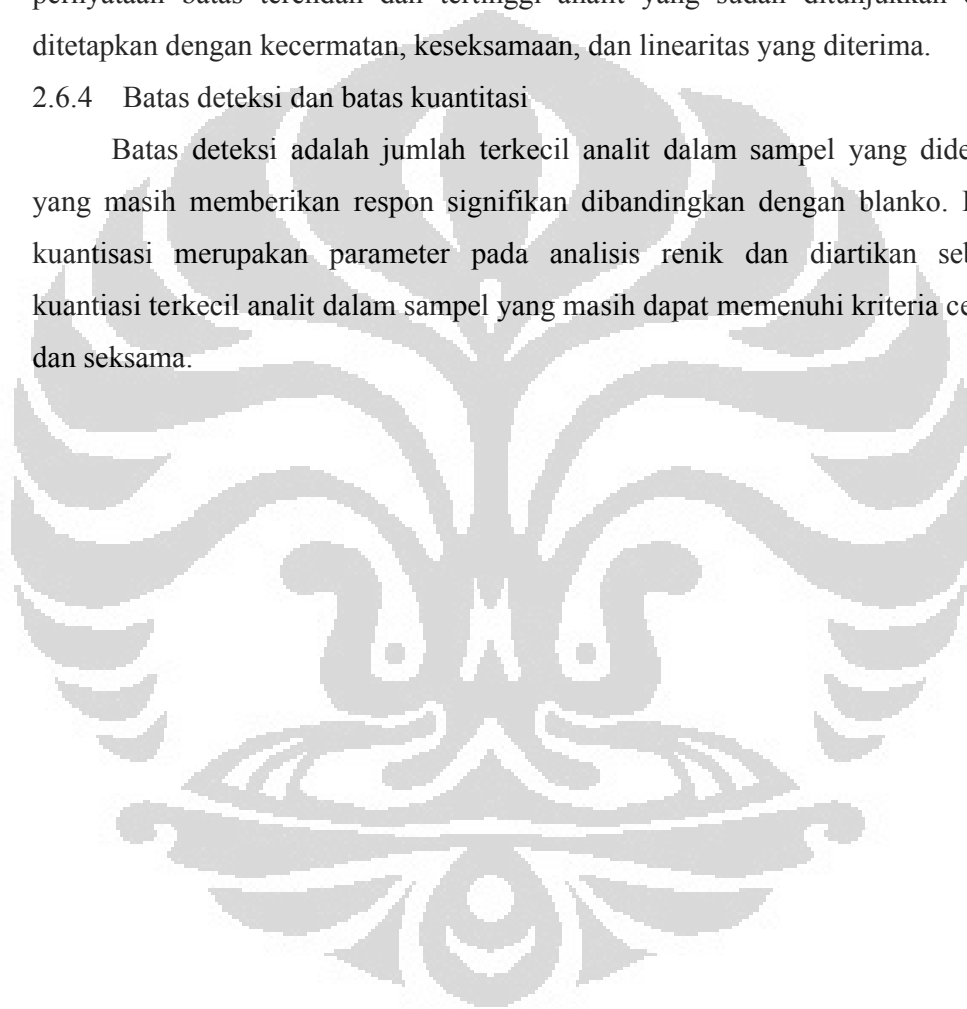 pernyataan batas terendah dan tertinggi analit yang sudah ditunjukkan
ditetapkan dengan kecermatan, keseksamaan, dan linearitas yang diterima.
2.6.4 Batas deteksi dan batas kuantitasi
Batas deteksi adalah jumlah terkecil analit dalam sampel yang dide
yang masih memberikan respon signifikan dibandingkan dengan blanko.
kuantisasi merupakan parameter pada analisis renik dan diartikan seb
kuantiasi terkecil analit dalam sampel yang masih dapat memenuhi kriteria ce
dan seksama.